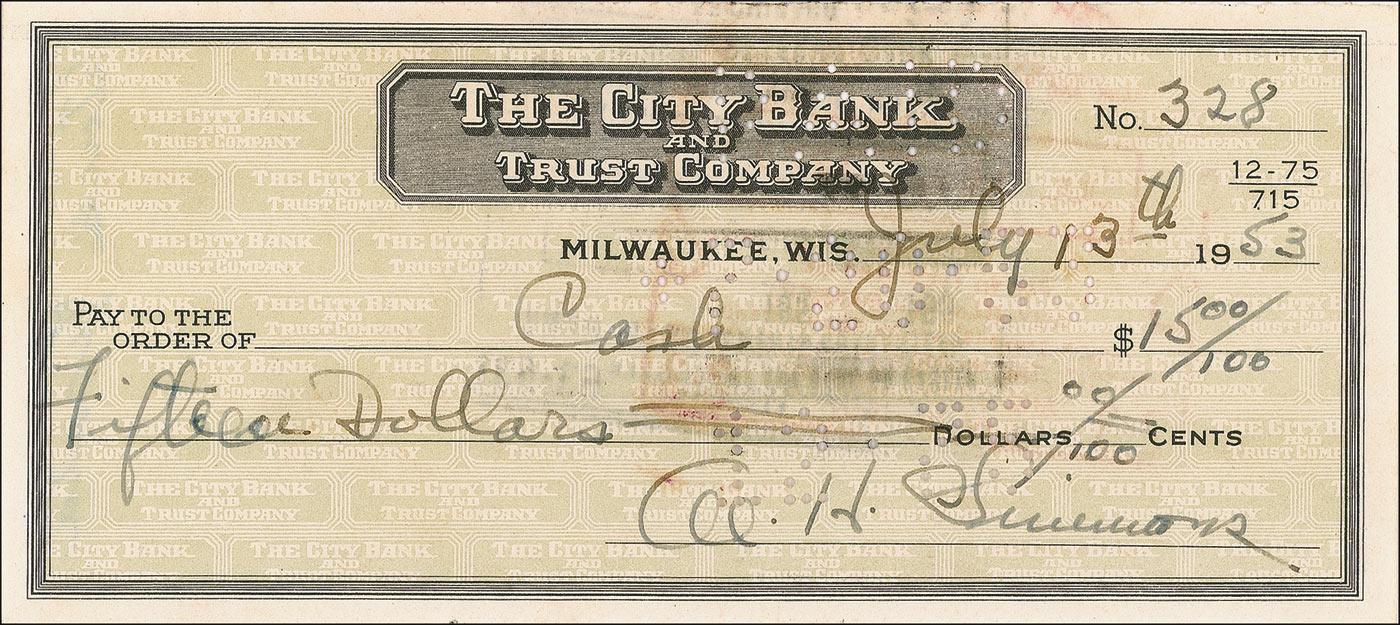 THE CITY BANK
AND
TRUST COMPANY
No. 328
12-75
715
MILWAUKEE, WIS. July 13th 1953
PAY TO THE
ORDER OF Cash $15 00/100
Fifteen Dollars DOLLARS 00/100 CENTS
A. H. Simmons